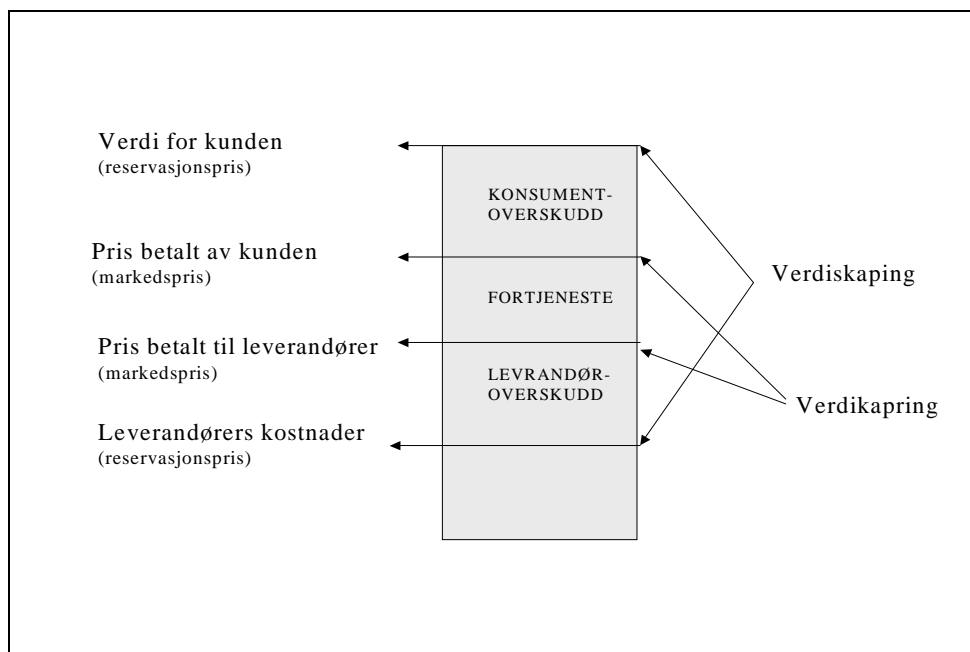 Verdi for kunden
(reservasjonspris)
KONSUMENT-
OVERSKUDD
Pris betalt av kunden
(markedspris)
Verdiskaping
FORTJENESTE
Pris betalt til leverandører
(markedspris)
LEVRANDØR-
OVERSKUDD
Verdikapring
Leverandørers kostnader
(reservasjonspris)